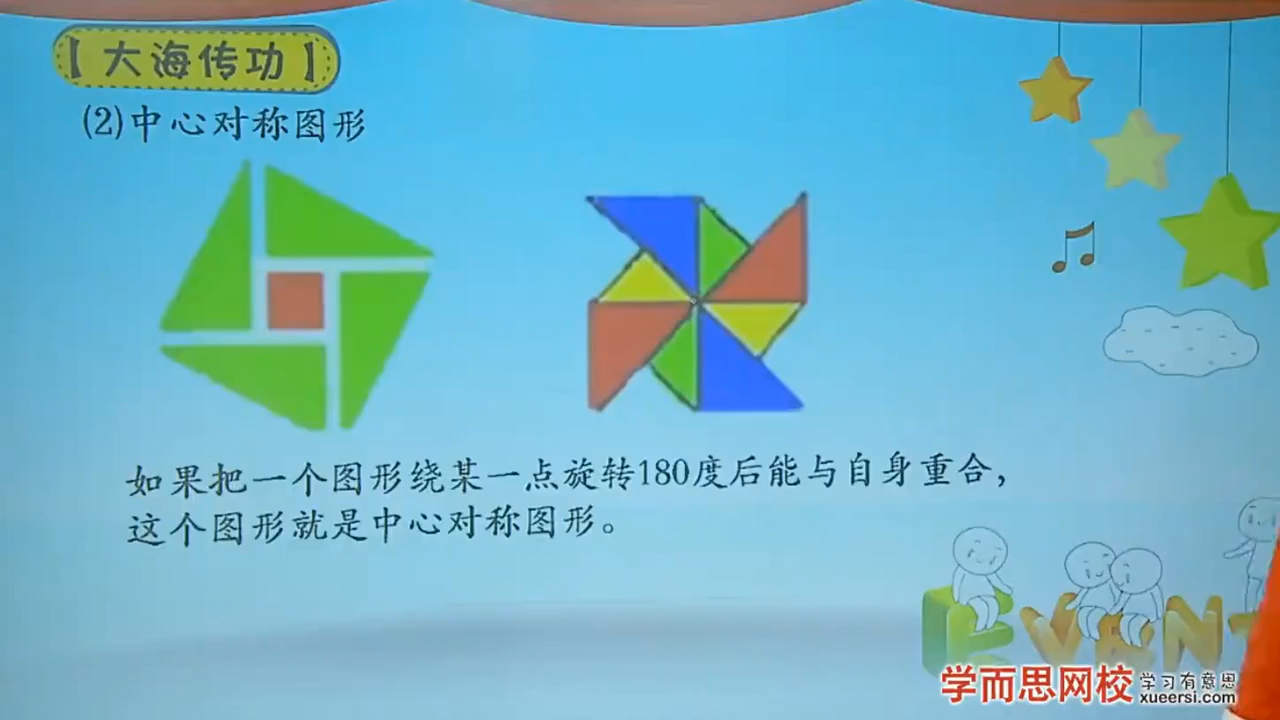 【大海传功】
(2)中心对称图形
如果把一个图形绕某一点旋转180度后能与自身重合，
这个图形就是中心对称图形。
EVENT
学而思网校 学习有意思
xueersi.com